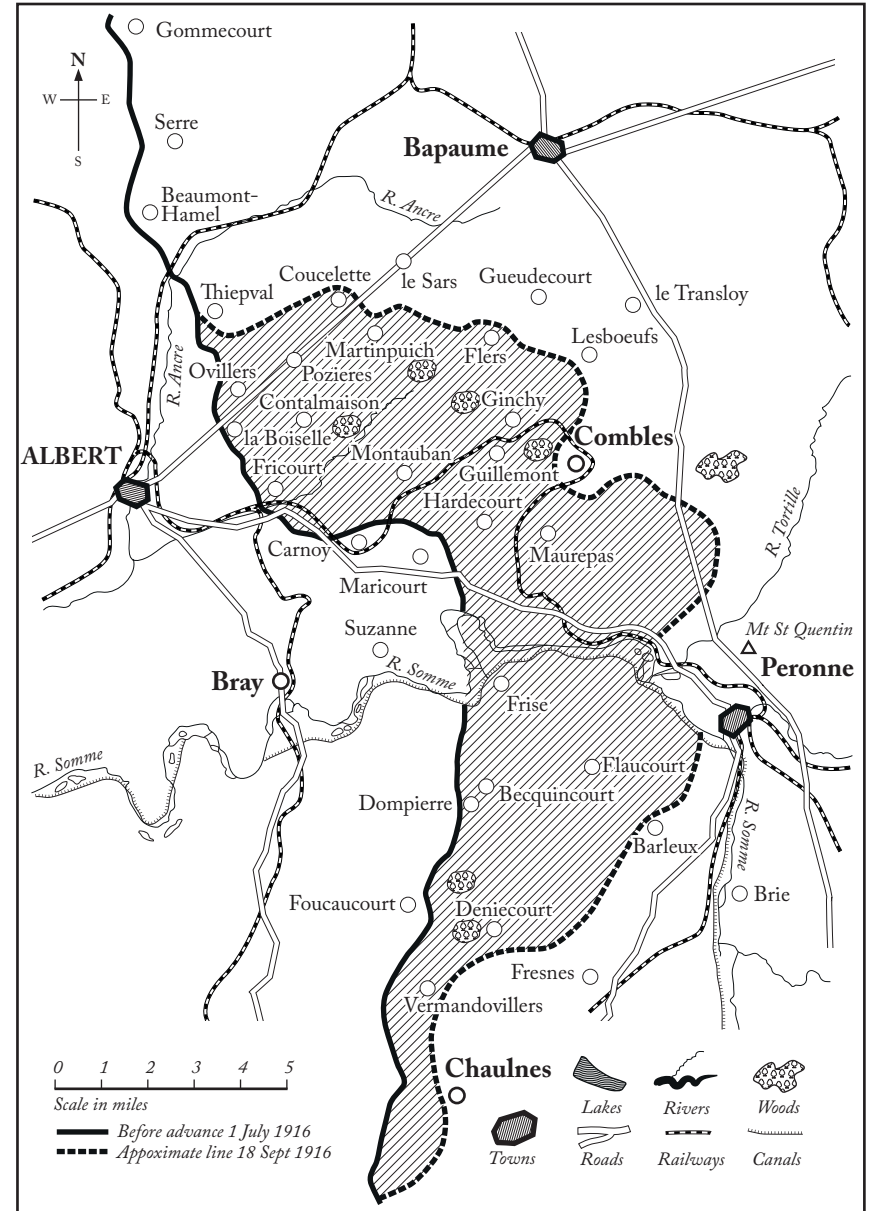 Gommecourt
N
W
E
S
Serre
Bapaume
Beaumont-
Hamel
R. Ancre
Coucelette
le Sars
Gueudecourt
le Transloy
Thiepval
Lesboeufs
Martinpuich
Flers
R. Ancre
Ovillers
Pozieres
Contalmaison
Ginchy
la Boiselle
Combles
ALBERT
Montauban
Guillemont
Fricourt
Hardecourt
R. Tortille
Carnoy
Maurepas
Maricourt
Suzanne
Mt St Quentin
R. Somme
Peronne
Bray
Frise
R. Somme
Flaucourt
Becquincourt
Dompierre
R. Somme
Barleux
Brie
Foucaucourt
Deniecourt
Fresnes
Vermandovillers
Chaulnes
0 1 2 3 4 5
Scale in miles
Before advance 1 July 1916
Appoximate line 18 Sept 1916
Lakes
Rivers
Woods
Towns
Roads
Railways
Canals